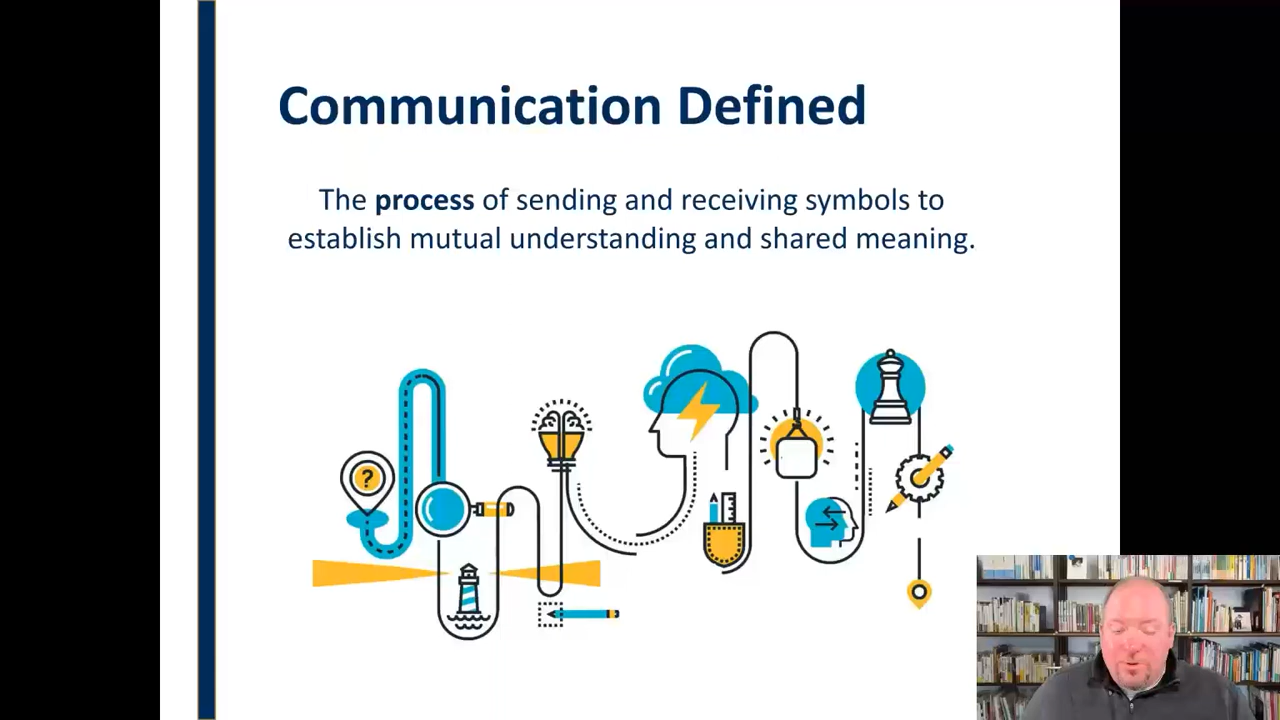 Communication Defined
The process of sending and receiving symbols to
establish mutual understanding and shared meaning.
?